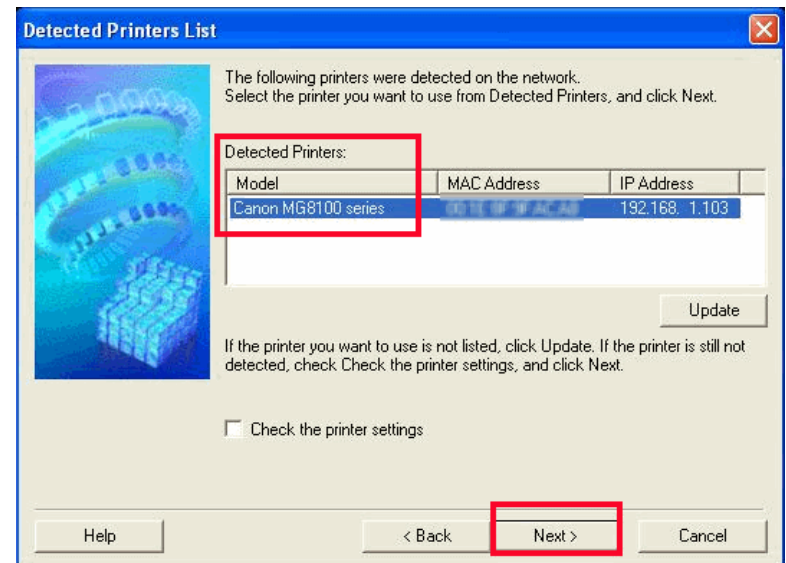 Detected Printers List
The following printers were detected on the network.
Select the printer you want to use from Detected Printers, and click Next.
Detected Printers:
Model MAC Address IP Address
Canon MG8100 series 192.168. 1.103
Update
If the printer you want to use is not listed, click Update. If the printer is still not
detected, check Check the printer settings, and click Next.
Check the printer settings
Help < Back Next > Cancel